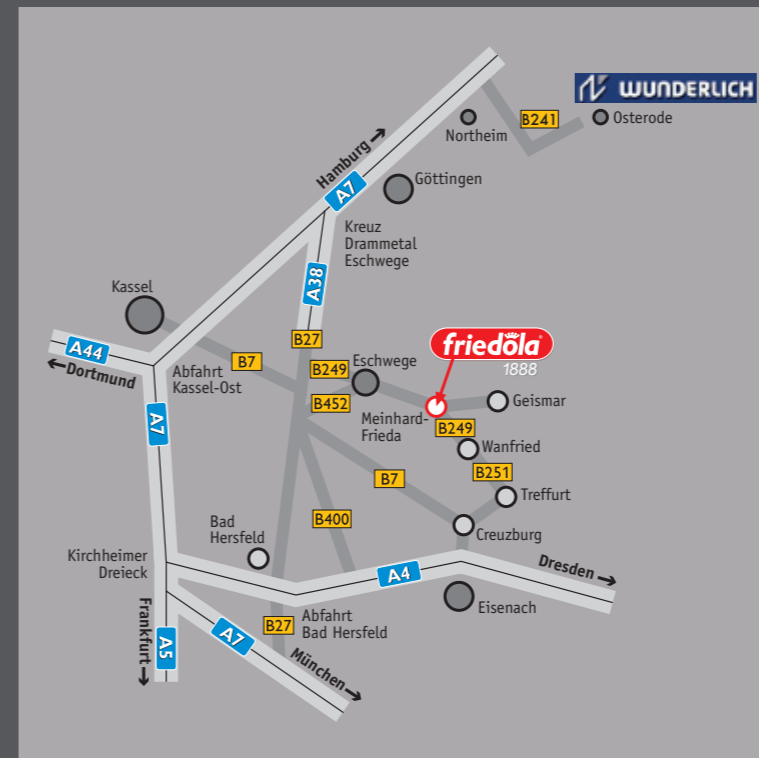 WUNDERLICH
B241
Osterode
Northeim
Hamburg
A7
Göttingen
Kreuz
Drammetal
Eschwege
A38
Kassel
B27
friedola
1888
A44
Dortmund
Abfahrt
Kassel-Ost
B7
B249
Eschwege
B452
Meinhard-
Frieda
Geismar
B249
Wanfried
A7
B251
B7
Treffurt
B400
Bad
Hersfeld
Creuzburg
Kirchheimer
Dreieck
A4
Dresden
Eisenach
Frankfurt
A5
A7
B27
Abfahrt
Bad Hersfeld
München